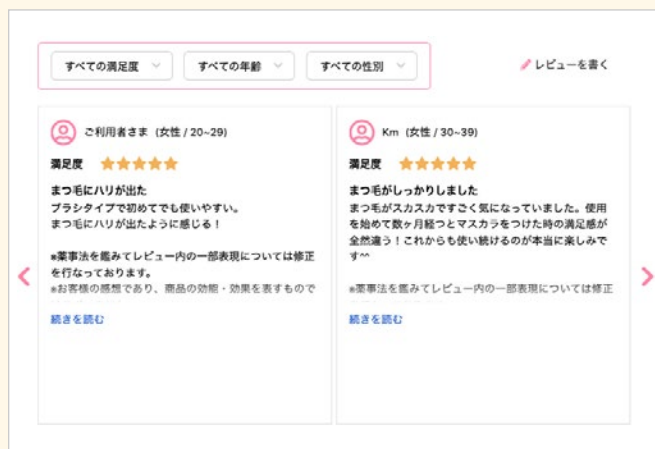 すべての満足度
すべての年齢
すべての性別
レビューを書く
ご利用者さま (女性 / 20~29)
満足度
まつ毛にハリが出た
ブラシタイプで初めてでも使いやすい。
まつ毛にハリが出たように感じる！
※薬事法を鑑みてレビュー内の一部表現については修正
を行なっております。
※お客様の感想であり、商品の効能・効果を表すもので
続きを読む
Km (女性 / 30~39)
満足度
まつ毛がしっかりしました
まつ毛がスカスカですごく気になっていました。使用
を始めて数ヶ月経つとマスカラをつけた時の満足感が
全然違う！これからも使い続けるのが本当に楽しみで
す^^
※薬事法を鑑みてレビュー内の一部表現については修正
続きを読む